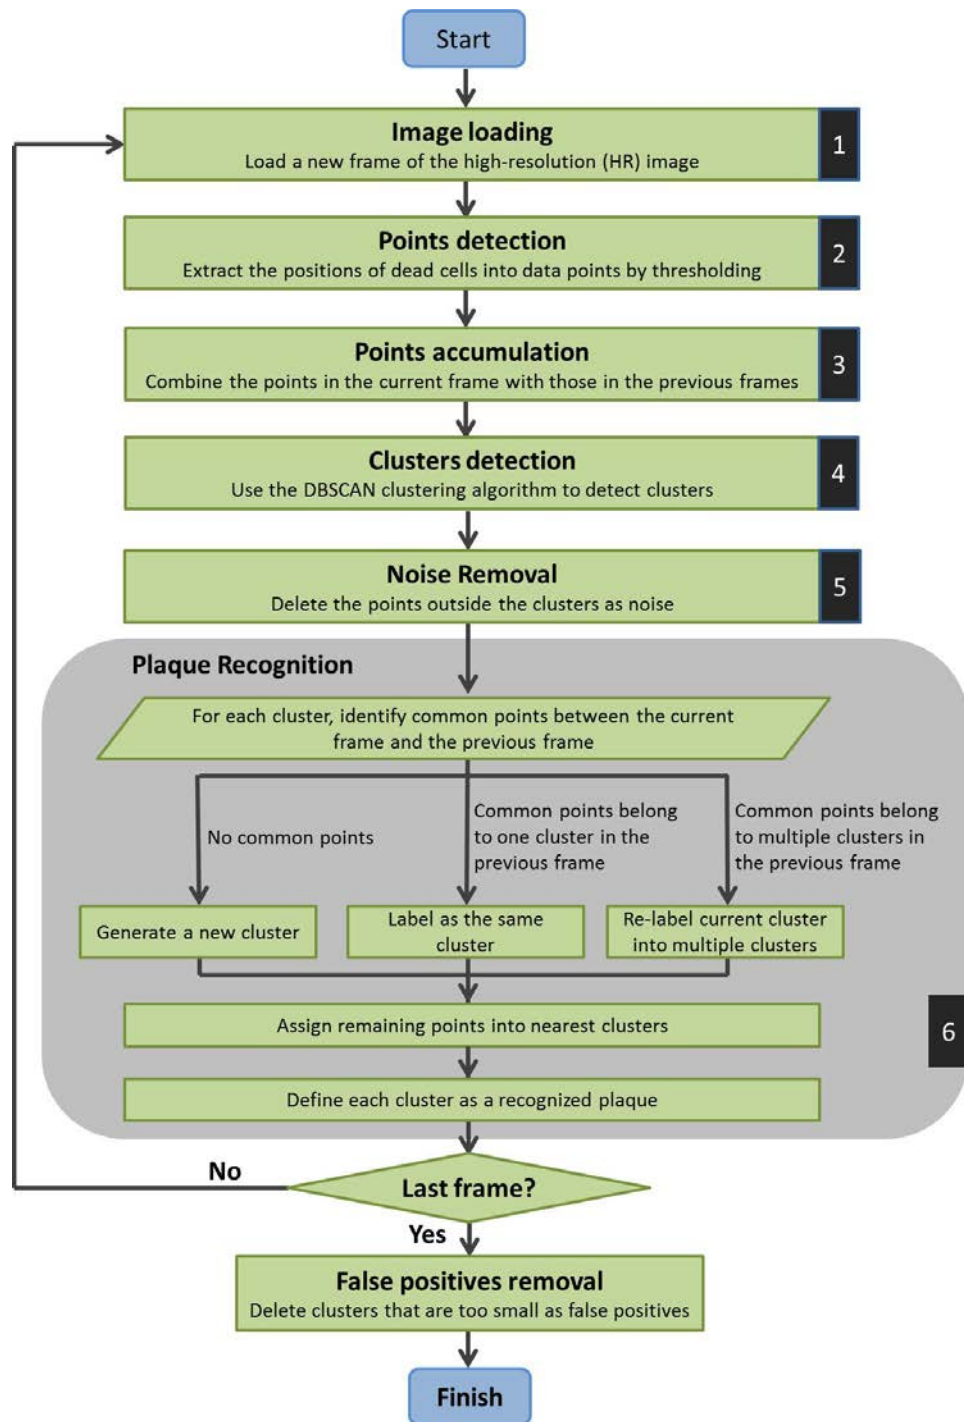 Start
Image loading
Load a new frame of the high-resolution (HR) image
1
Points detection
Extract the positions of dead cells into data points by thresholding
2
Points accumulation
Combine the points in the current frame with those in the previous frames
3
Clusters detection
Use the DBSCAN clustering algorithm to detect clusters
4
Noise Removal
Delete the points outside the clusters as noise
5
Plaque Recognition
For each cluster, identify common points between the current
frame and the previous frame
No common points
Common points belong
to one cluster in the
previous frame
Common points belong
to multiple clusters in
the previous frame
Generate a new cluster
Label as the same
cluster
Re-label current cluster
into multiple clusters
Assign remaining points into nearest clusters
6
Define each cluster as a recognized plaque
No
Last frame?
Yes
False positives removal
Delete clusters that are too small as false positives
Finish